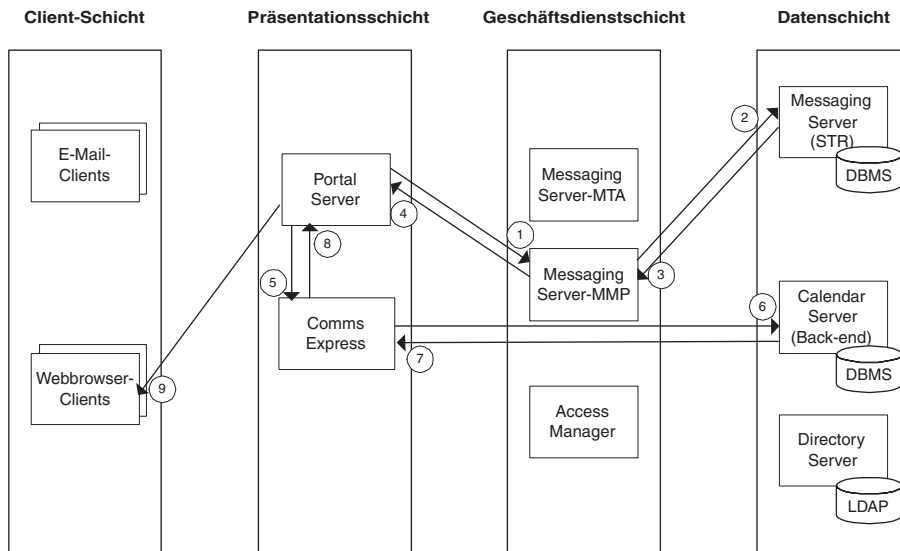 Client-Schicht
Präsentationsschicht
Geschäftsdienstschicht
Datenschicht
E-Mail-
Clients
Webbrowser-
Clients
9
Portal
Server
4
8
5
Comms
Express
7
Messaging
Server-MTA
1
Messaging
Server-MMP
3
Access
Manager
2
Messaging
Server
(STR)
DBMS
6
Calendar
Server
(Back-end)
DBMS
Directory
Server
LDAP